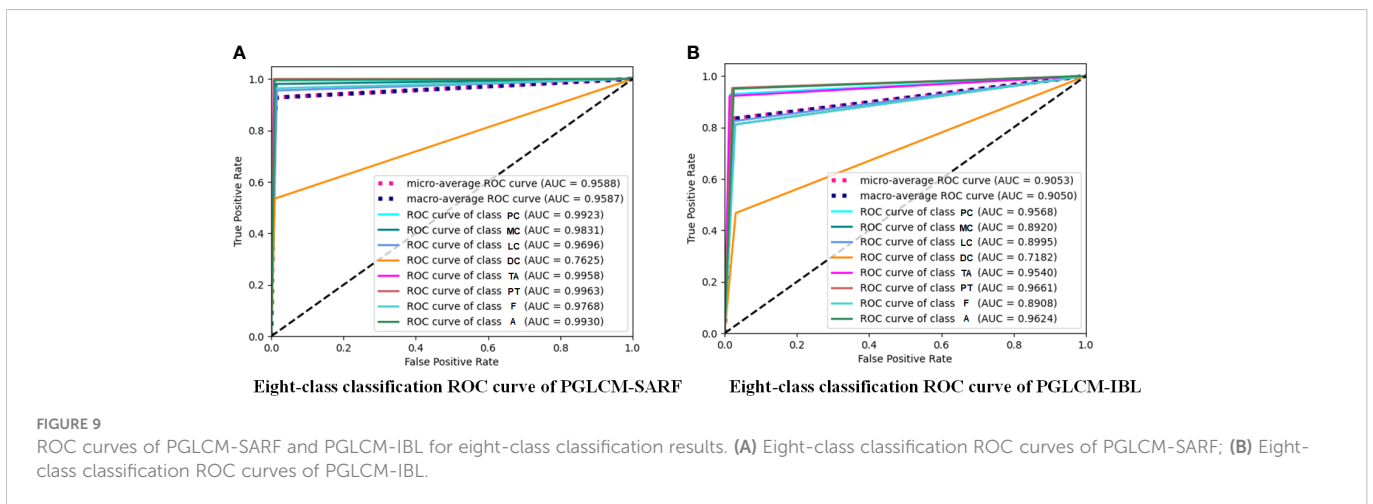 A
1.0
0.8
0.6
0.4
0.2
0.0
True Positive Rate
micro-average ROC curve (AUC = 0.9588)
macro-average ROC curve (AUC = 0.9587)
ROC curve of class PC (AUC = 0.9923)
ROC curve of class MC (AUC = 0.9831)
ROC curve of class LC (AUC = 0.9696)
ROC curve of class DC (AUC = 0.7625)
ROC curve of class TA (AUC = 0.9958)
ROC curve of class PT (AUC = 0.9963)
ROC curve of class F (AUC = 0.9768)
ROC curve of class A (AUC = 0.9930)
0.0 0.2 0.4 0.6 0.8 1.0
False Positive Rate
Eight-class classification ROC curve of PGLCM-SARF
B
1.0
0.8
0.6
0.4
0.2
0.0
True Positive Rate
micro-average ROC curve (AUC = 0.9053)
macro-average ROC curve (AUC = 0.9050)
ROC curve of class PC (AUC = 0.9568)
ROC curve of class MC (AUC = 0.8920)
ROC curve of class LC (AUC = 0.8995)
ROC curve of class DC (AUC = 0.7182)
ROC curve of class TA (AUC = 0.9540)
ROC curve of class PT (AUC = 0.9661)
ROC curve of class F (AUC = 0.8908)
ROC curve of class A (AUC = 0.9624)
0.0 0.2 0.4 0.6 0.8 1.0
False Positive Rate
Eight-class classification ROC curve of PGLCM-IBL
FIGURE 9
ROC curves of PGLCM-SARF and PGLCM-IBL for eight-class classification results. (A) Eight-class classification ROC curves of PGLCM-SARF; (B) Eight-
class classification ROC curves of PGLCM-IBL.